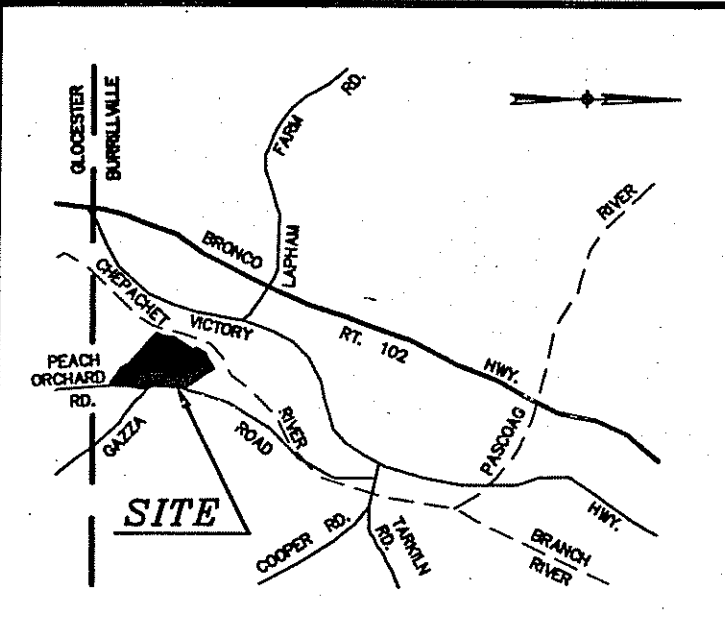 GLOCESTER
BURRILLVILLE
FARM
RD.
LAPHAM
RIVER
BRONCO
RT. 102
HWY.
CHEPACHET
VICTORY
PEACH
ORCHARD
RD.
GAZZA
ROAD
RIVER
PASCOAG
HWY.
SITE
COOPER RD.
TARKILN
RD.
BRANCH
RIVER